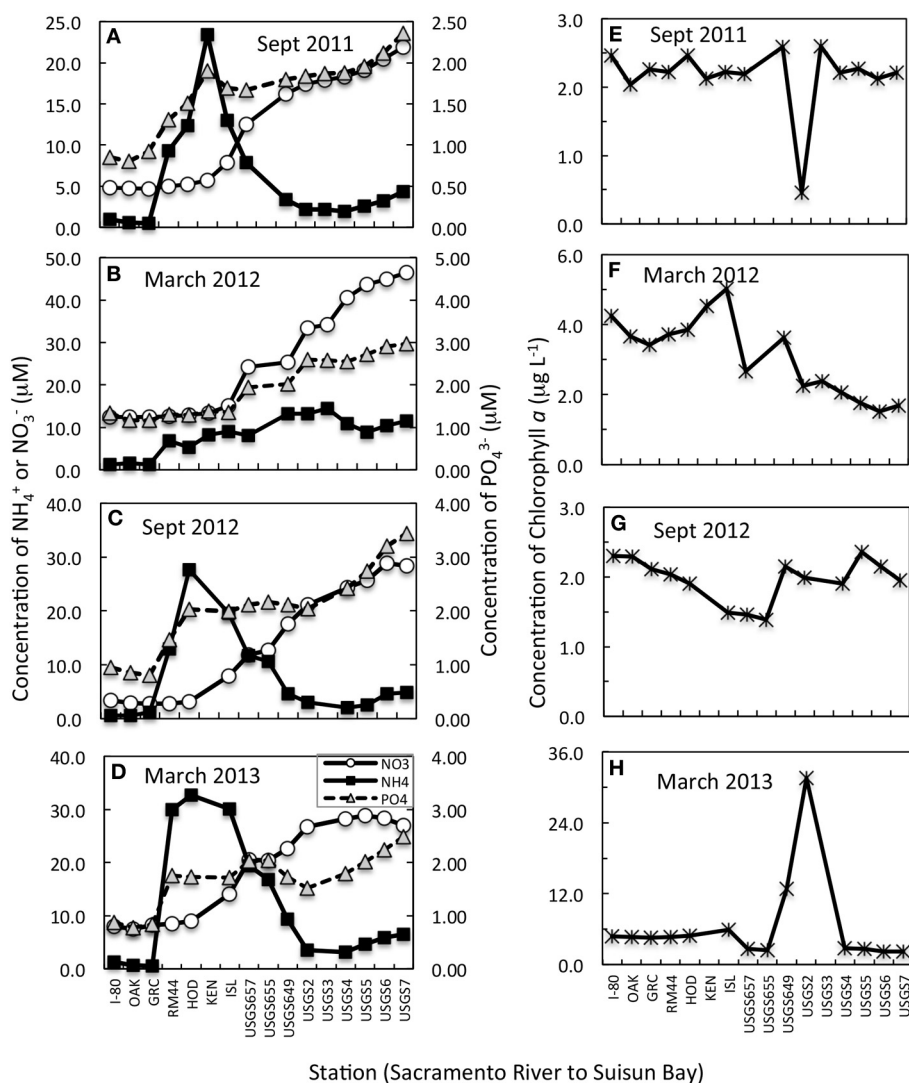 A
Sept 2011
25.0
20.0
15.0
10.0
5.0
0.0
2.50
2.00
1.50
1.00
0.50
0.00
B
March 2012
50.0
40.0
30.0
20.0
10.0
0.0
5.00
4.00
3.00
2.00
1.00
0.00
C
Sept 2012
40.0
30.0
20.0
10.0
0.0
4.00
3.00
2.00
1.00
0.00
D
March 2013
NO3
NH4
PO4
40.0
30.0
20.0
10.0
0.0
4.00
3.00
2.00
1.00
0.00
Concentration of NH₄⁺ or NO₃⁻ (μM)
Concentration of PO₄³⁻ (μM)
I-80
OAK
GRC
RM44
HOD
KEN
ISL
USGS657
USGS655
USGS649
USGS2
USGS3
USGS4
USGS5
USGS6
USGS7
E
Sept 2011
3.0
2.0
1.0
0.0
F
March 2012
6.0
4.0
2.0
0.0
G
Sept 2012
3.0
2.0
1.0
0.0
H
March 2013
36.0
24.0
12.0
0.0
Concentration of Chlorophyll a (μg L⁻¹)
I-80
OAK
GRC
RM44
HOD
KEN
ISL
USGS657
USGS655
USGS649
USGS2
USGS3
USGS4
USGS5
USGS6
USGS7
Station (Sacramento River to Suisun Bay)